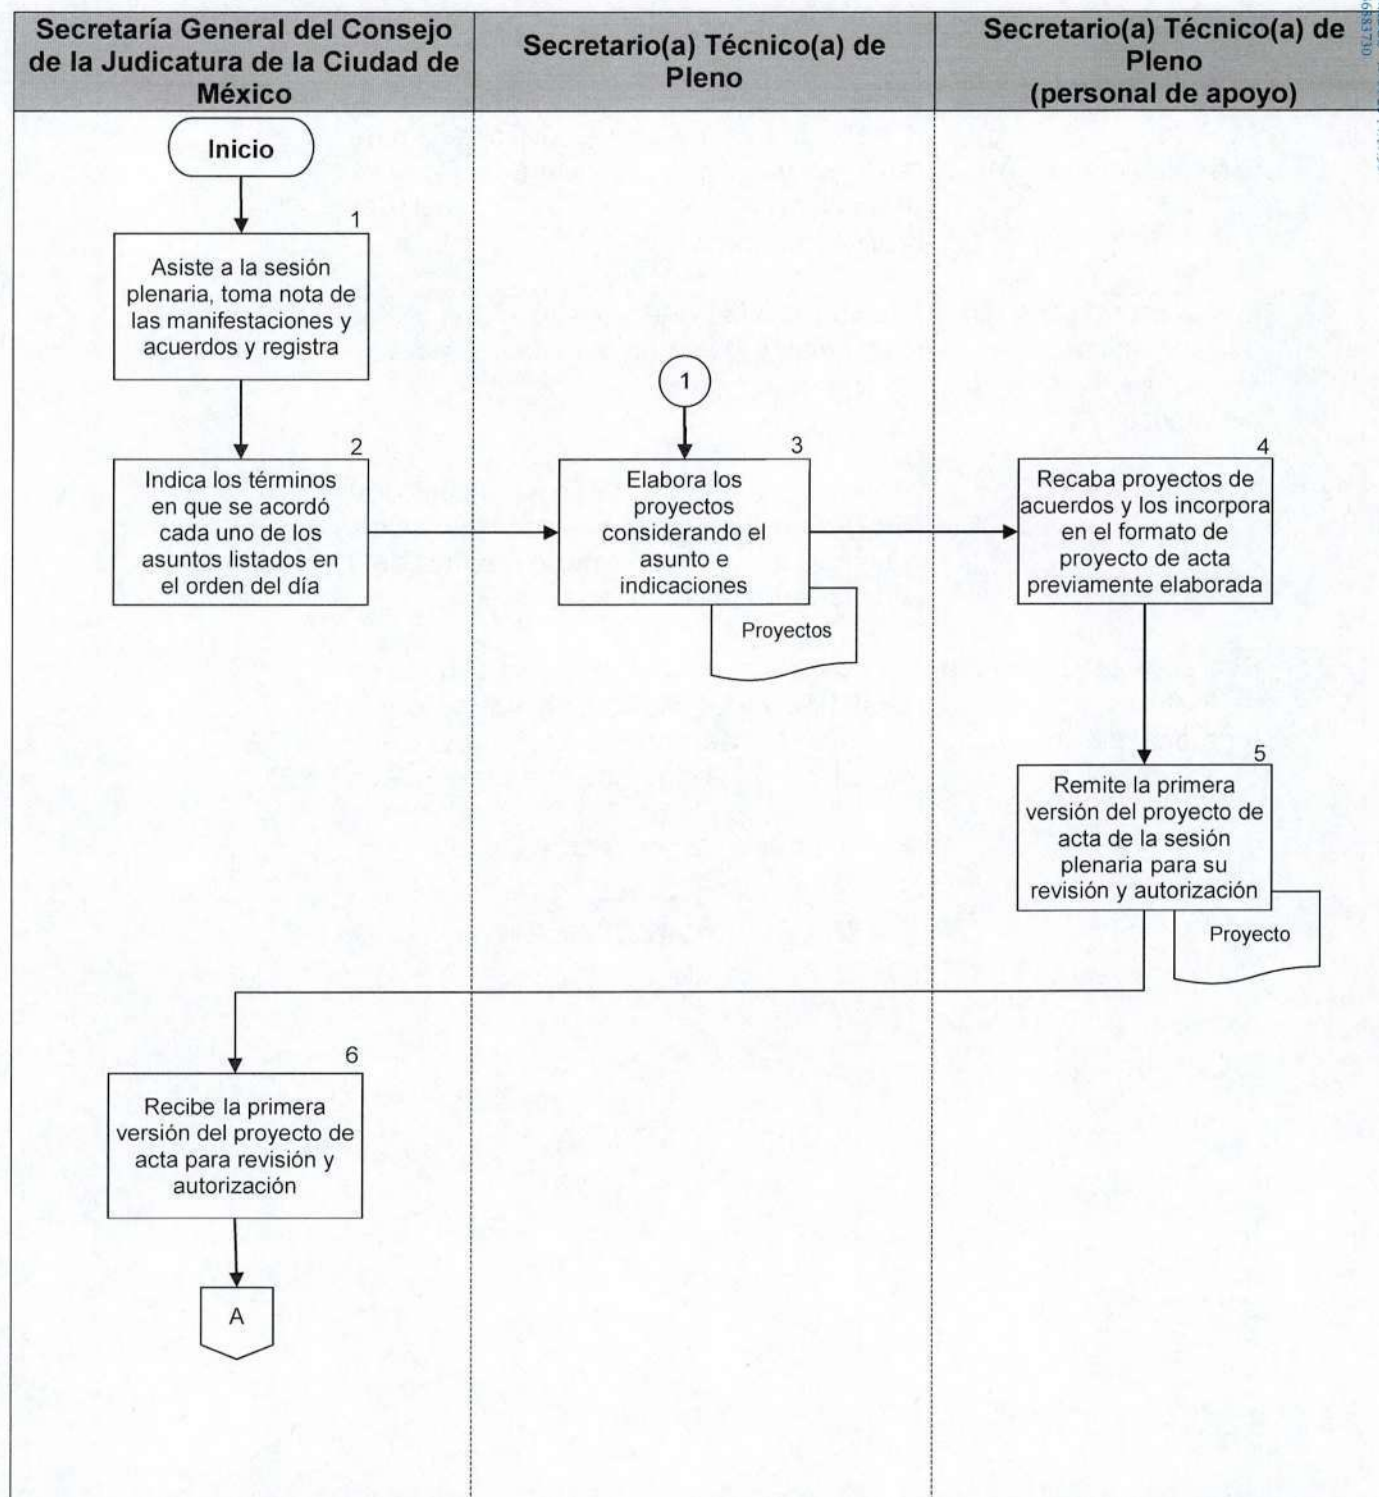 Secretaría General del Consejo
de la Judicatura de la Ciudad de
México
Secretario(a) Técnico(a) de
Pleno
Secretario(a) Técnico(a) de
Pleno
(personal de apoyo)
Inicio
1
Asiste a la sesión
plenaria, toma nota de
las manifestaciones y
acuerdos y registra
1
2
Indica los términos
en que se acordó
cada uno de los
asuntos listados en
el orden del día
3
Elabora los
proyectos
considerando el
asunto e
indicaciones
Proyectos
4
Recaba proyectos de
acuerdos y los incorpora
en el formato de
proyecto de acta
previamente elaborada
5
Remite la primera
versión del proyecto de
acta de la sesión
plenaria para su
revisión y autorización
Proyecto
6
Recibe la primera
versión del proyecto de
acta para revisión y
autorización
A